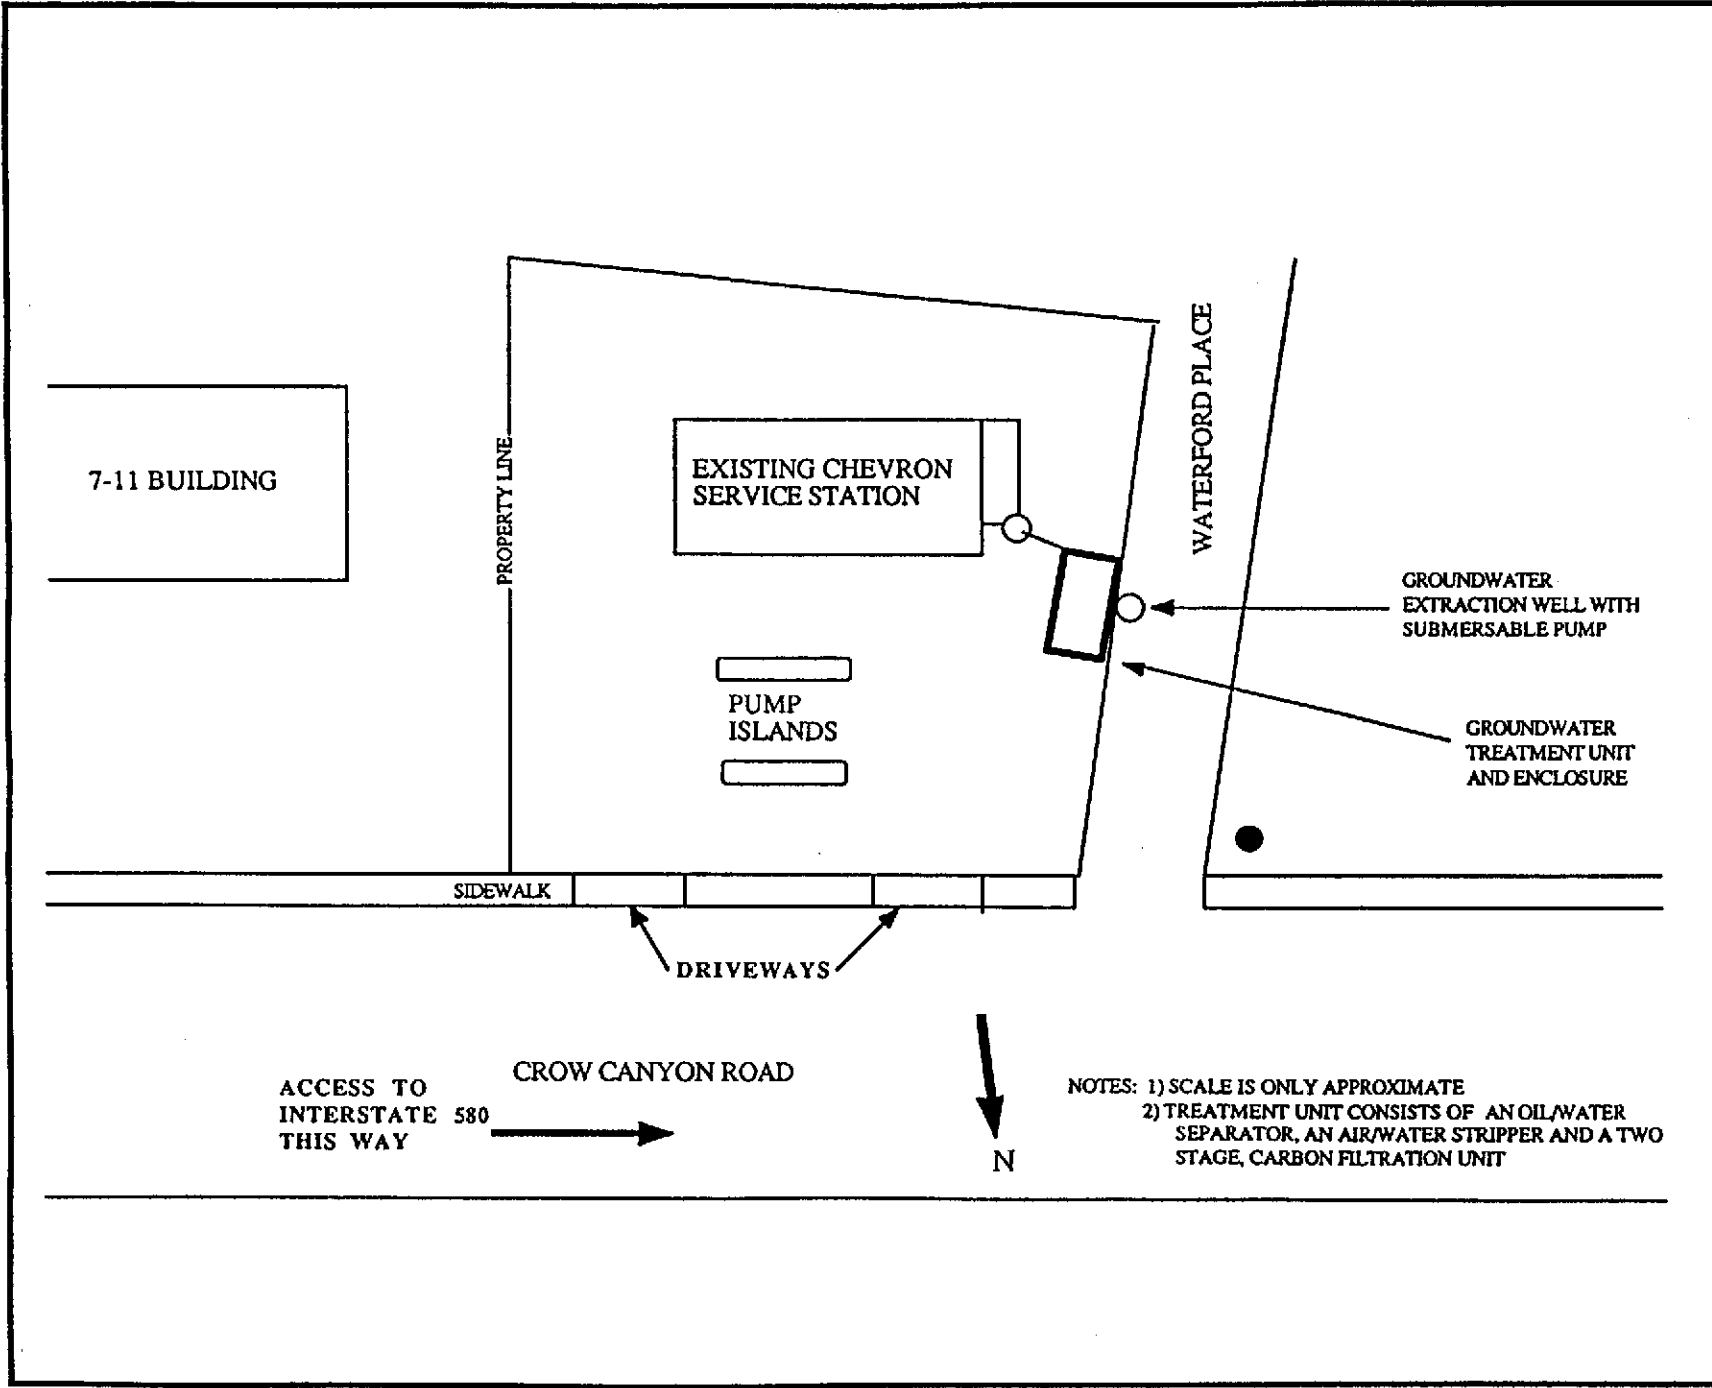 WATERFORD PLACE
PROPERTY LINE
7-11 BUILDING
EXISTING CHEVRON
SERVICE STATION
GROUNDWATER
EXTRACTION WELL WITH
SUBMERSABLE PUMP
PUMP
ISLANDS
GROUNDWATER
TREATMENT UNIT
AND ENCLOSURE
SIDEWALK
DRIVEWAYS
CROW CANYON ROAD
ACCESS TO
INTERSTATE 580
THIS WAY
N
NOTES: 1) SCALE IS ONLY APPROXIMATE
2) TREATMENT UNIT CONSISTS OF AN OIL/WATER
SEPARATOR, AN AIR/WATER STRIPPER AND A TWO
STAGE, CARBON FILTRATION UNIT